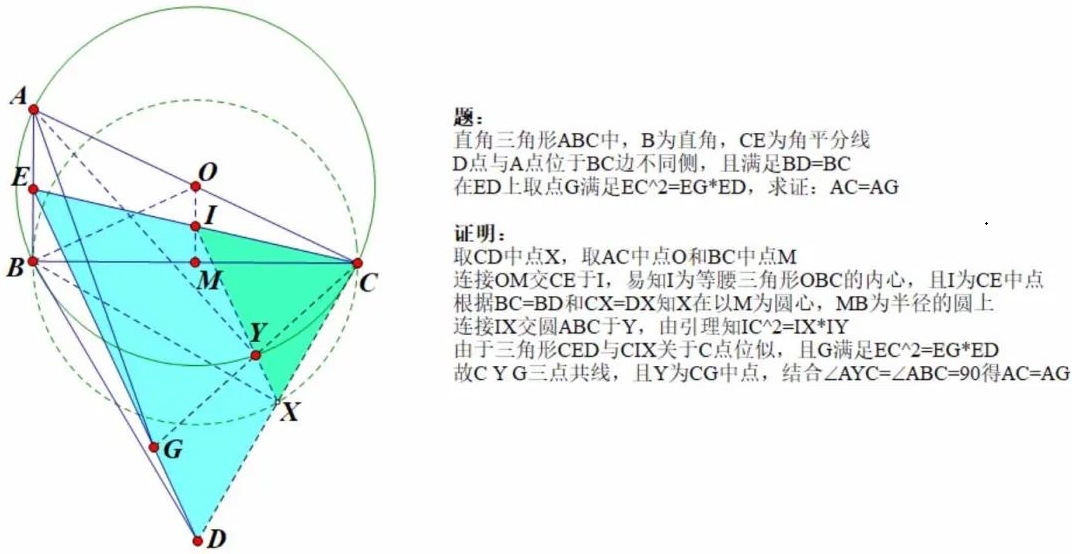 A
E
O
I
B
M
C
Y
X
G
D
题：
直角三角形ABC中，B为直角，CE为角平分线
D点与A点位于BC边不同侧，且满足BD=BC
在ED上取点G满足EC^2=EG*ED，求证：AC=AG
证明：
取CD中点X，取AC中点O和BC中点M
连接OM交CE于I，易知I为等腰三角形OBC的内心，且I为CE中点
根据BC=BD和CX=DX知X在以M为圆心，MB为半径的圆上
连接IX交圆ABC于Y，由引理知IC^2=IX*IY
由于三角形CED与CIX关于C点位似，且G满足EC^2=EG*ED
故C Y G三点共线，且Y为CG中点，结合∠AYC=∠ABC=90得AC=AG